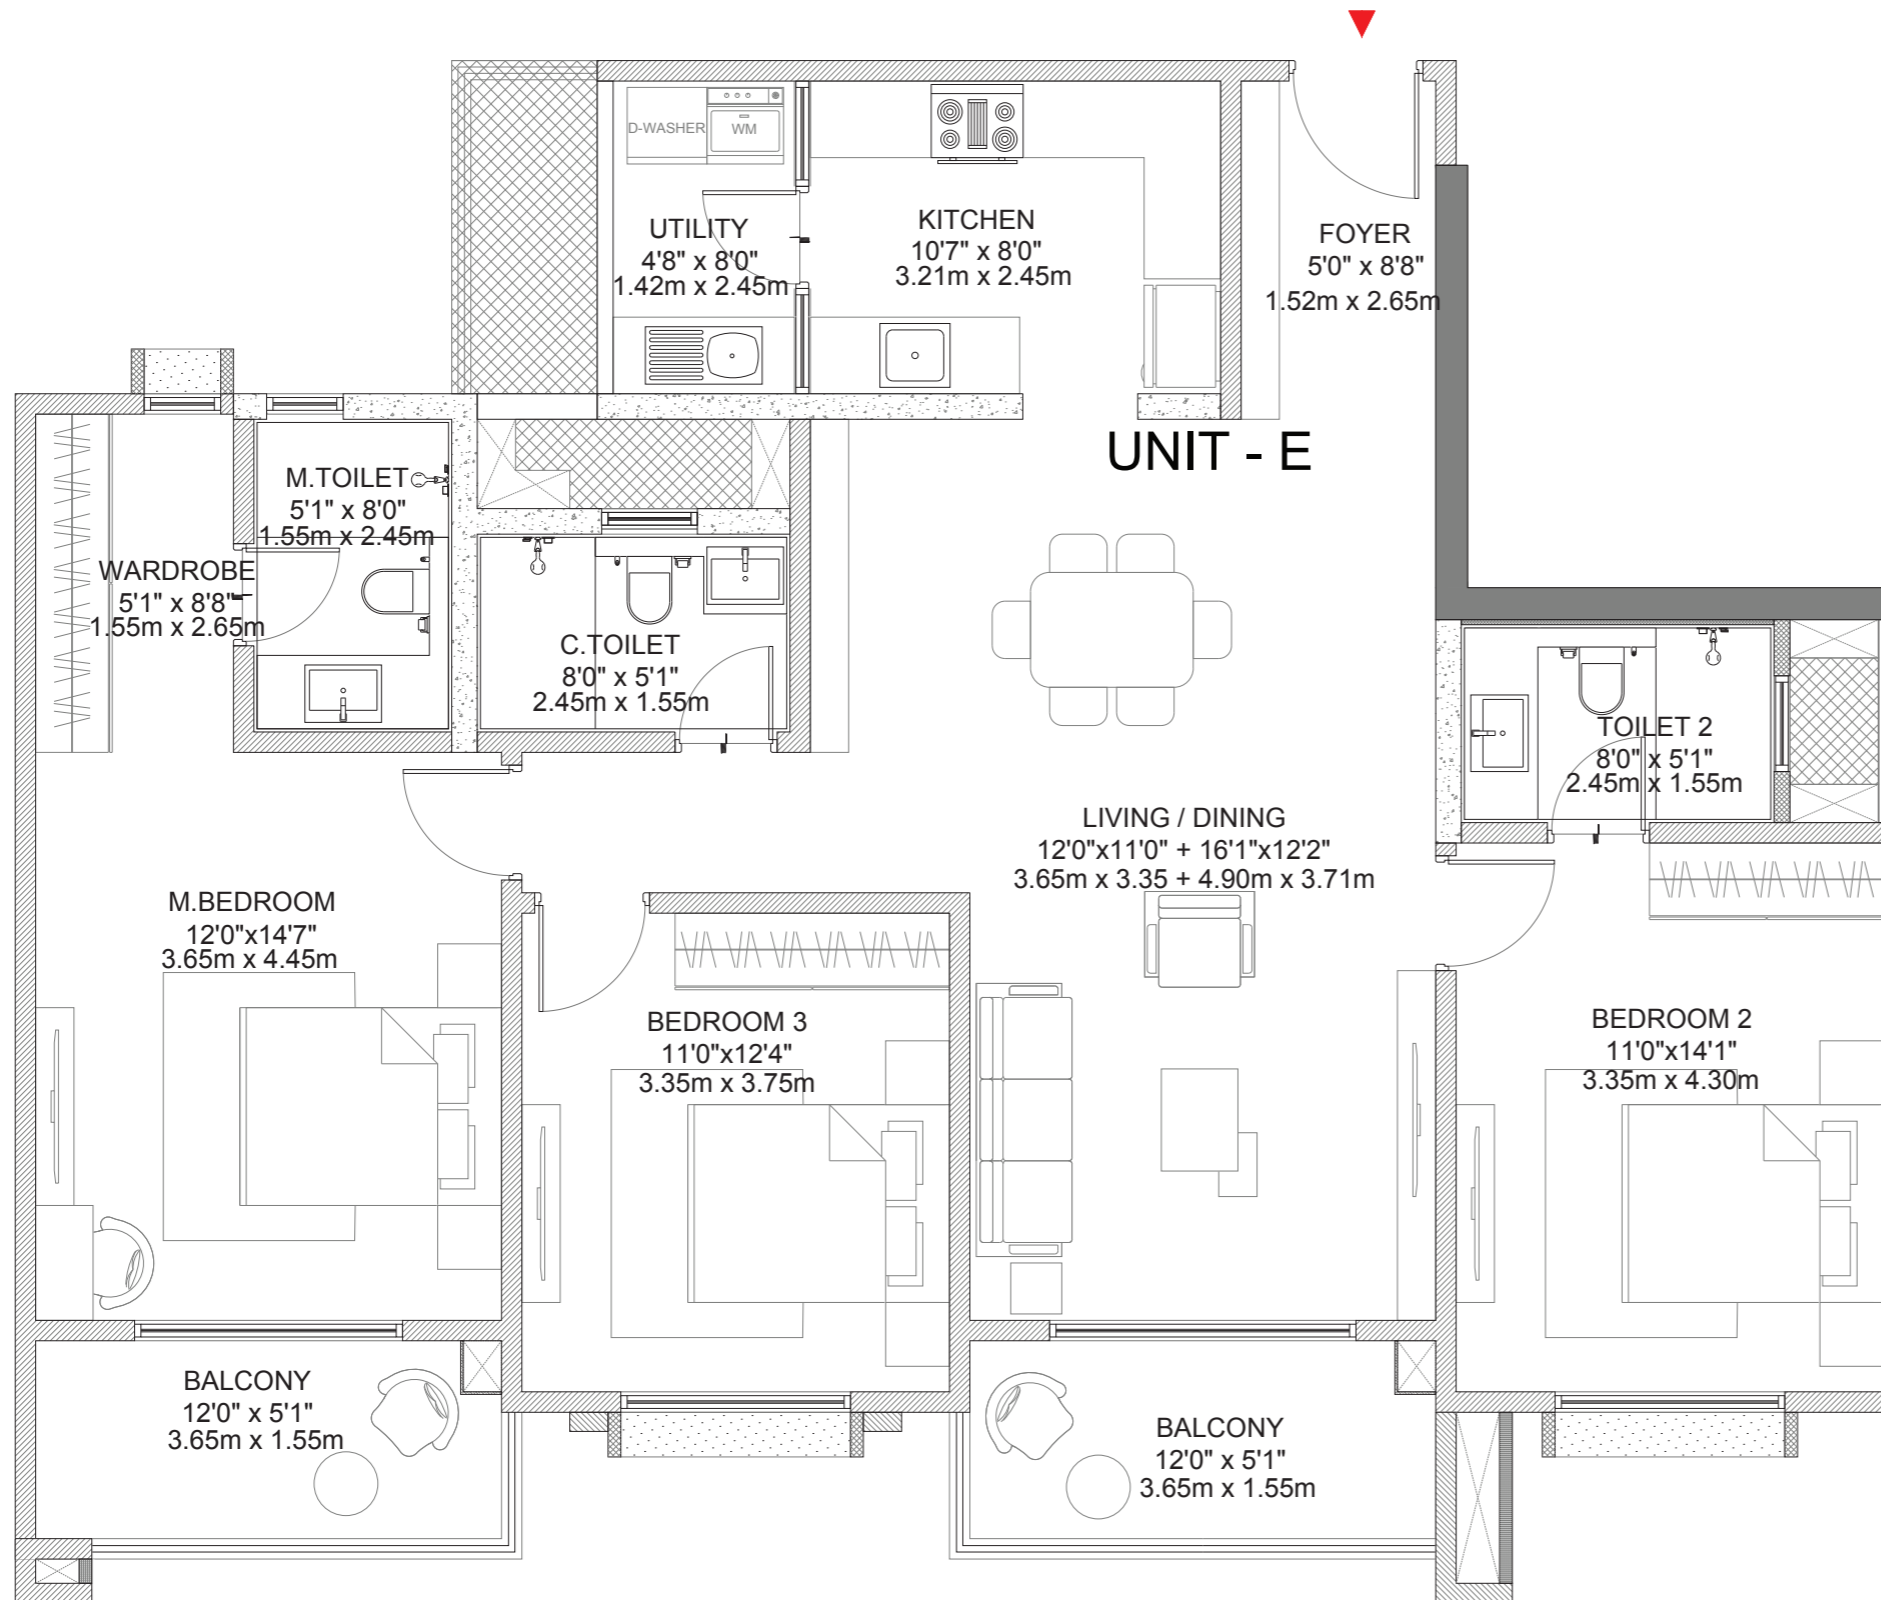 D-WASHER
WM
UTILITY
4'8" x 8'0"
1.42m x 2.45m
KITCHEN
10'7" x 8'0"
3.21m x 2.45m
FOYER
5'0" x 8'8"
1.52m x 2.65m
UNIT - E
M.TOILET
5'1" x 8'0"
1.55m x 2.45m
WARDROBE
5'1" x 8'8"
1.55m x 2.65m
C.TOILET
8'0" x 5'1"
2.45m x 1.55m
TOILET 2
8'0" x 5'1"
2.45m x 1.55m
LIVING / DINING
12'0"x11'0" + 16'1"x12'2"
3.65m x 3.35 + 4.90m x 3.71m
M.BEDROOM
12'0"x14'7"
3.65m x 4.45m
BEDROOM 3
11'0"x12'4"
3.35m x 3.75m
BEDROOM 2
11'0"x14'1"
3.35m x 4.30m
BALCONY
12'0" x 5'1"
3.65m x 1.55m
BALCONY
12'0" x 5'1"
3.65m x 1.55m